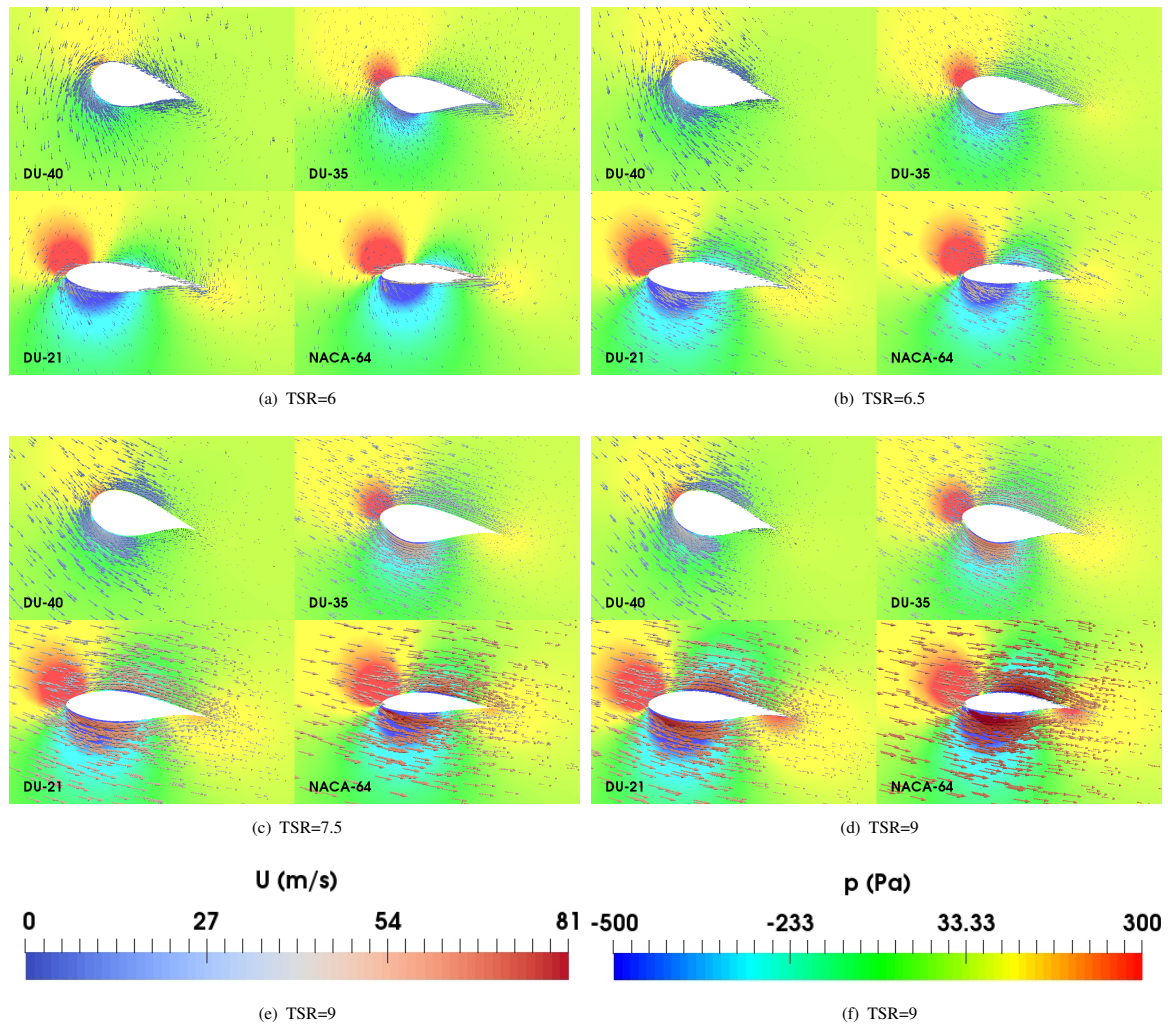 DU-40
DU-35
DU-21
NACA-64
(a) TSR=6
DU-40
DU-35
DU-21
NACA-64
(b) TSR=6.5
DU-40
DU-35
DU-21
NACA-64
(c) TSR=7.5
DU-40
DU-35
DU-21
NACA-64
(d) TSR=9
U (m/s)
0 27 54 81
(e) TSR=9
p (Pa)
-500 -233 33.33 300
(f) TSR=9